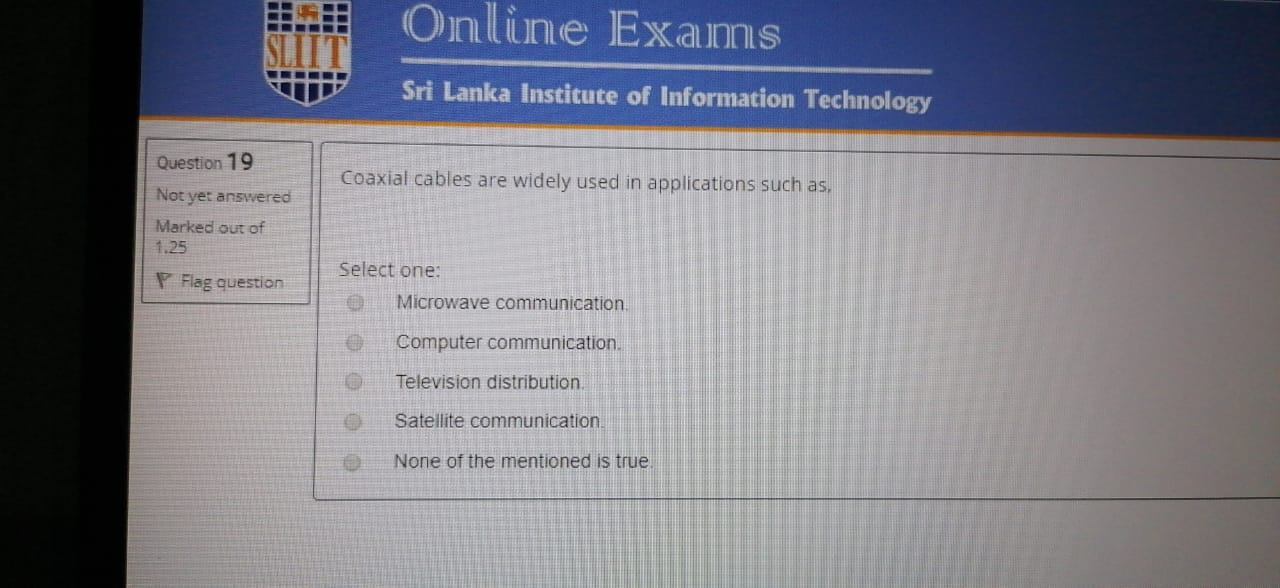 SLIIT
Online Exams
Sri Lanka Institute of Information Technology
Question 19
Not yet answered
Marked out of
1.25
Flag question
Coaxial cables are widely used in applications such as,
Select one:
Microwave communication.
Computer communication.
Television distribution.
Satellite communication.
None of the mentioned is true.